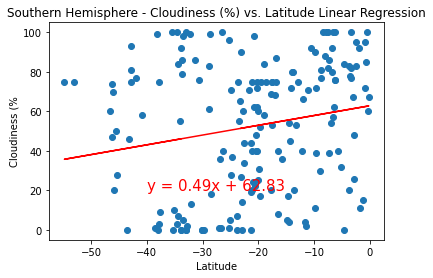 Southern Hemisphere - Cloudiness (%) vs. Latitude Linear Regression
100
80
60
40
20
0
Cloudiness (%
y = 0.49x + 62.83
−50 −40 −30 −20 −10 0
Latitude